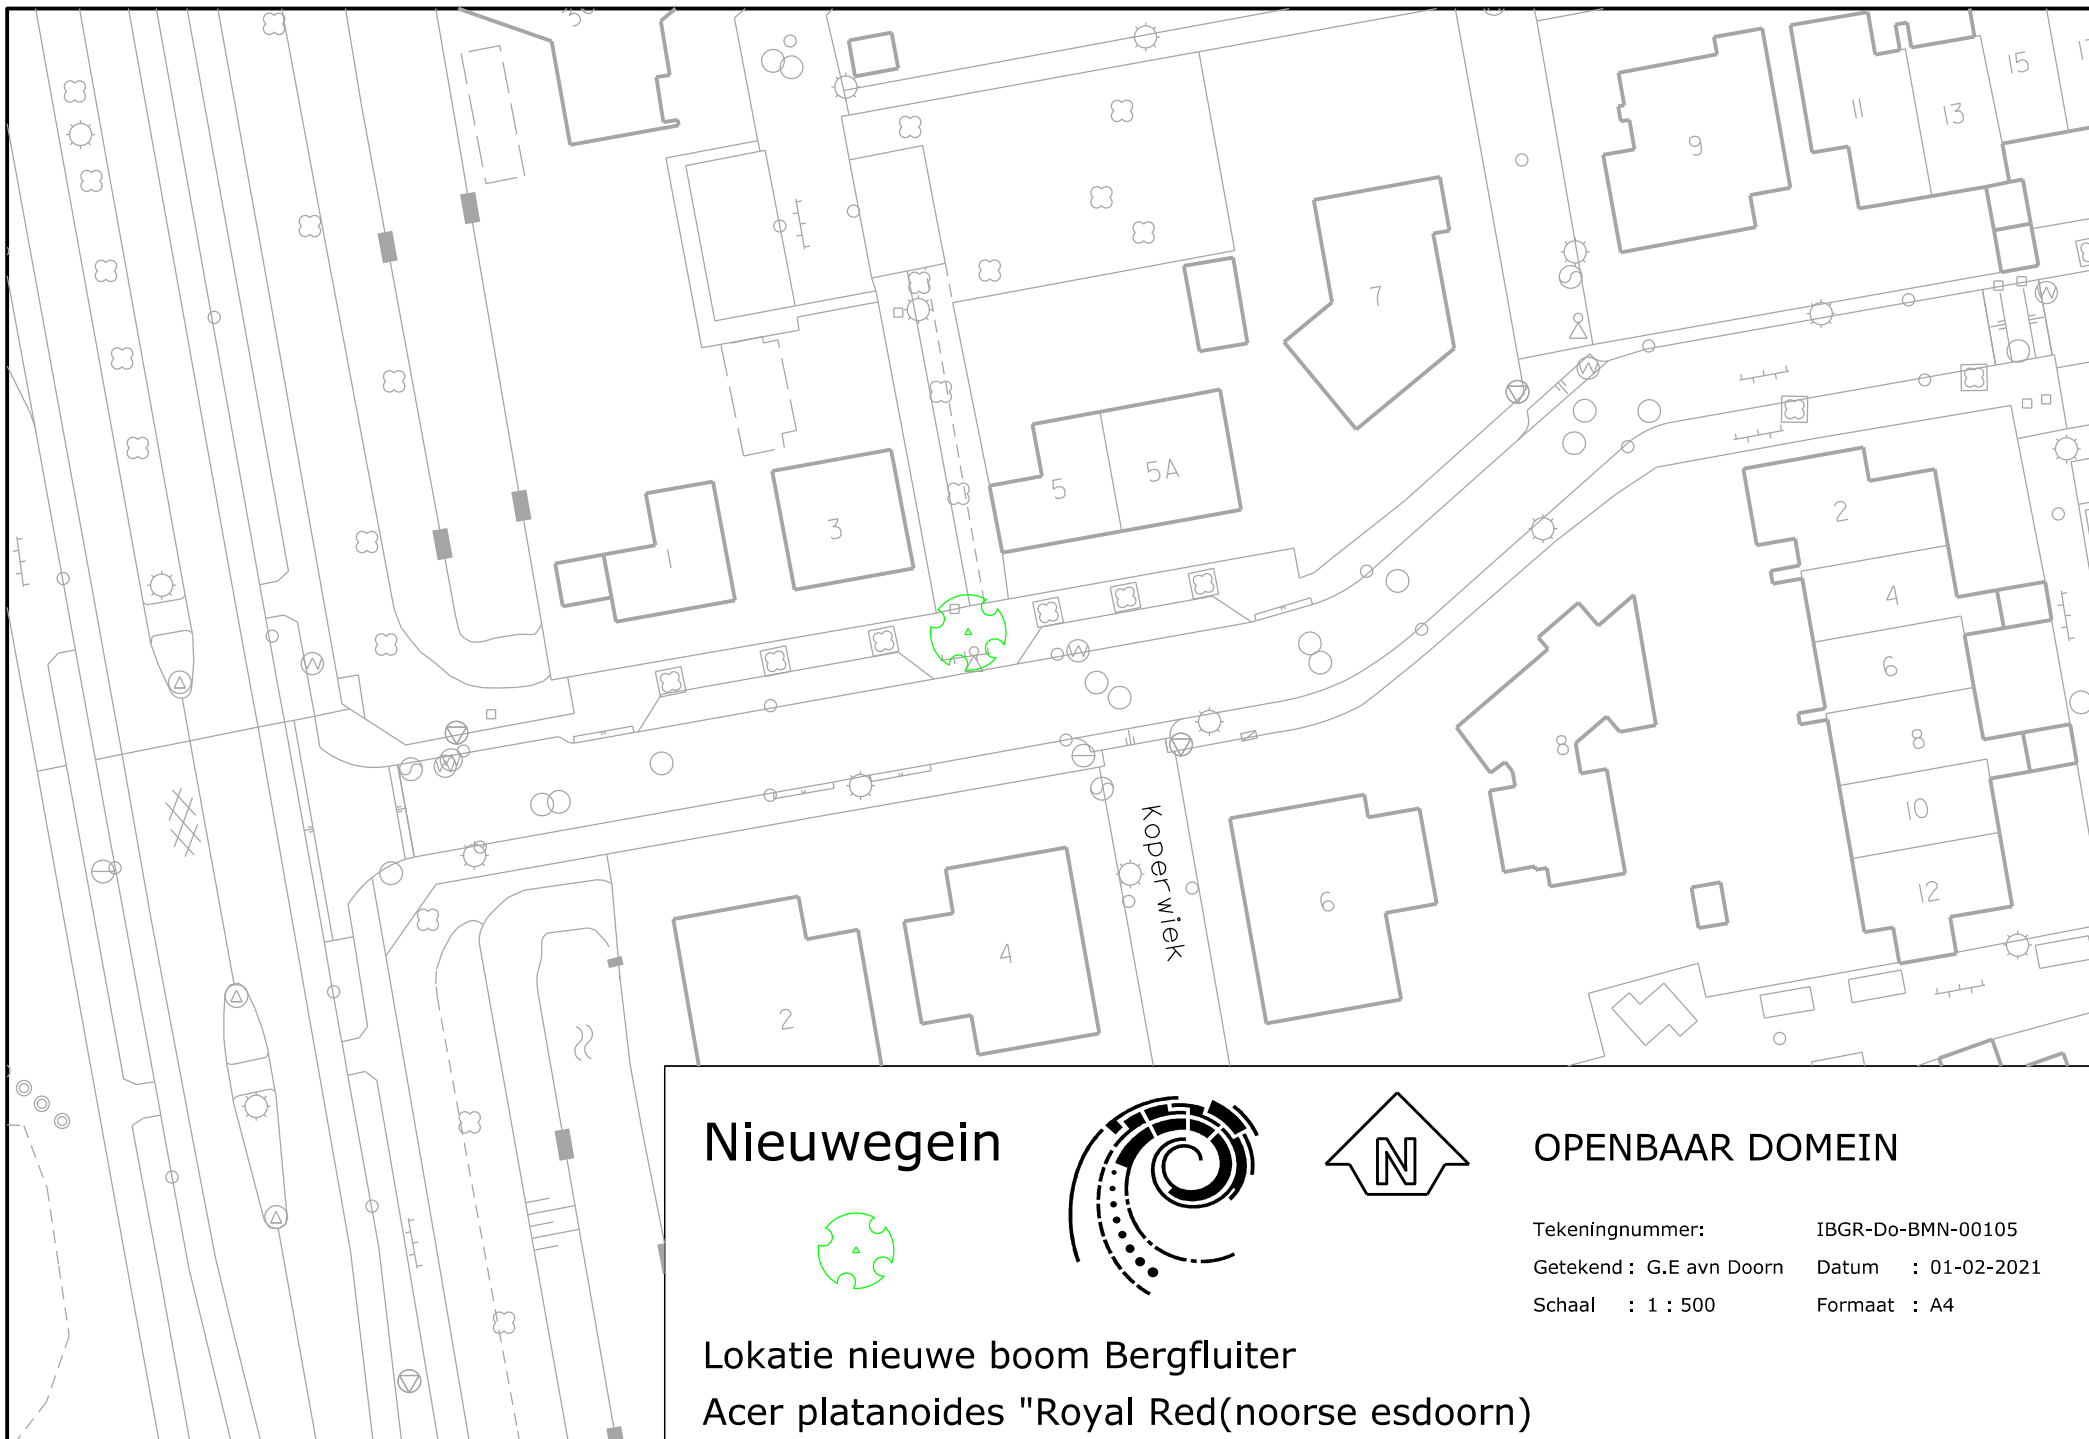 15
11
13
9
7
5A
5
3
1
2
4
6
8
8
10
12
6
4
2
Koperwiek
Nieuwegein
N
OPENBAAR DOMEIN
Tekeningnummer: IBGR-Do-BMN-00105
Getekend : G.E avn Doorn Datum : 01-02-2021
Schaal : 1 : 500 Formaat : A4
Lokatie nieuwe boom Bergfluiter
Acer platanoides "Royal Red(noorse esdoorn)